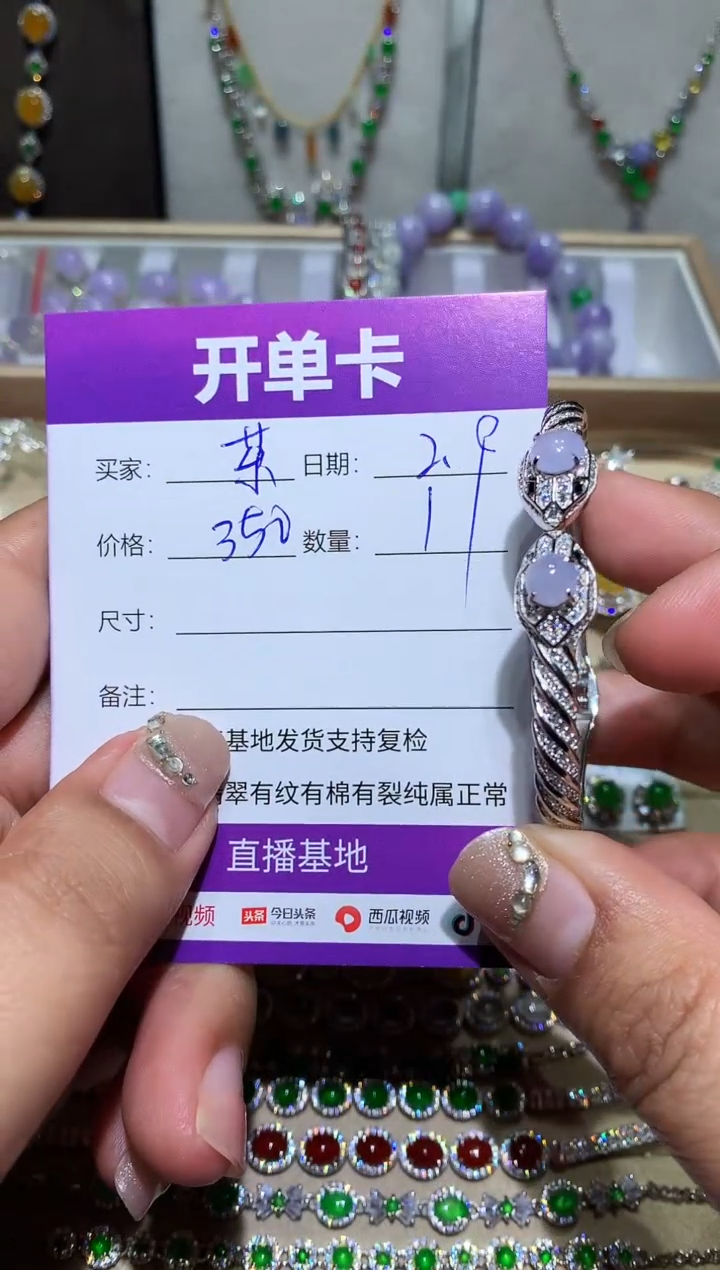 开单卡
买家: 某 日期: 2.9
价格: 350 数量: 1
尺寸:
备注:
基地发货支持复检
翠有纹有棉有裂纯属正常
直播基地
视频 头条 今日头条 西瓜视频